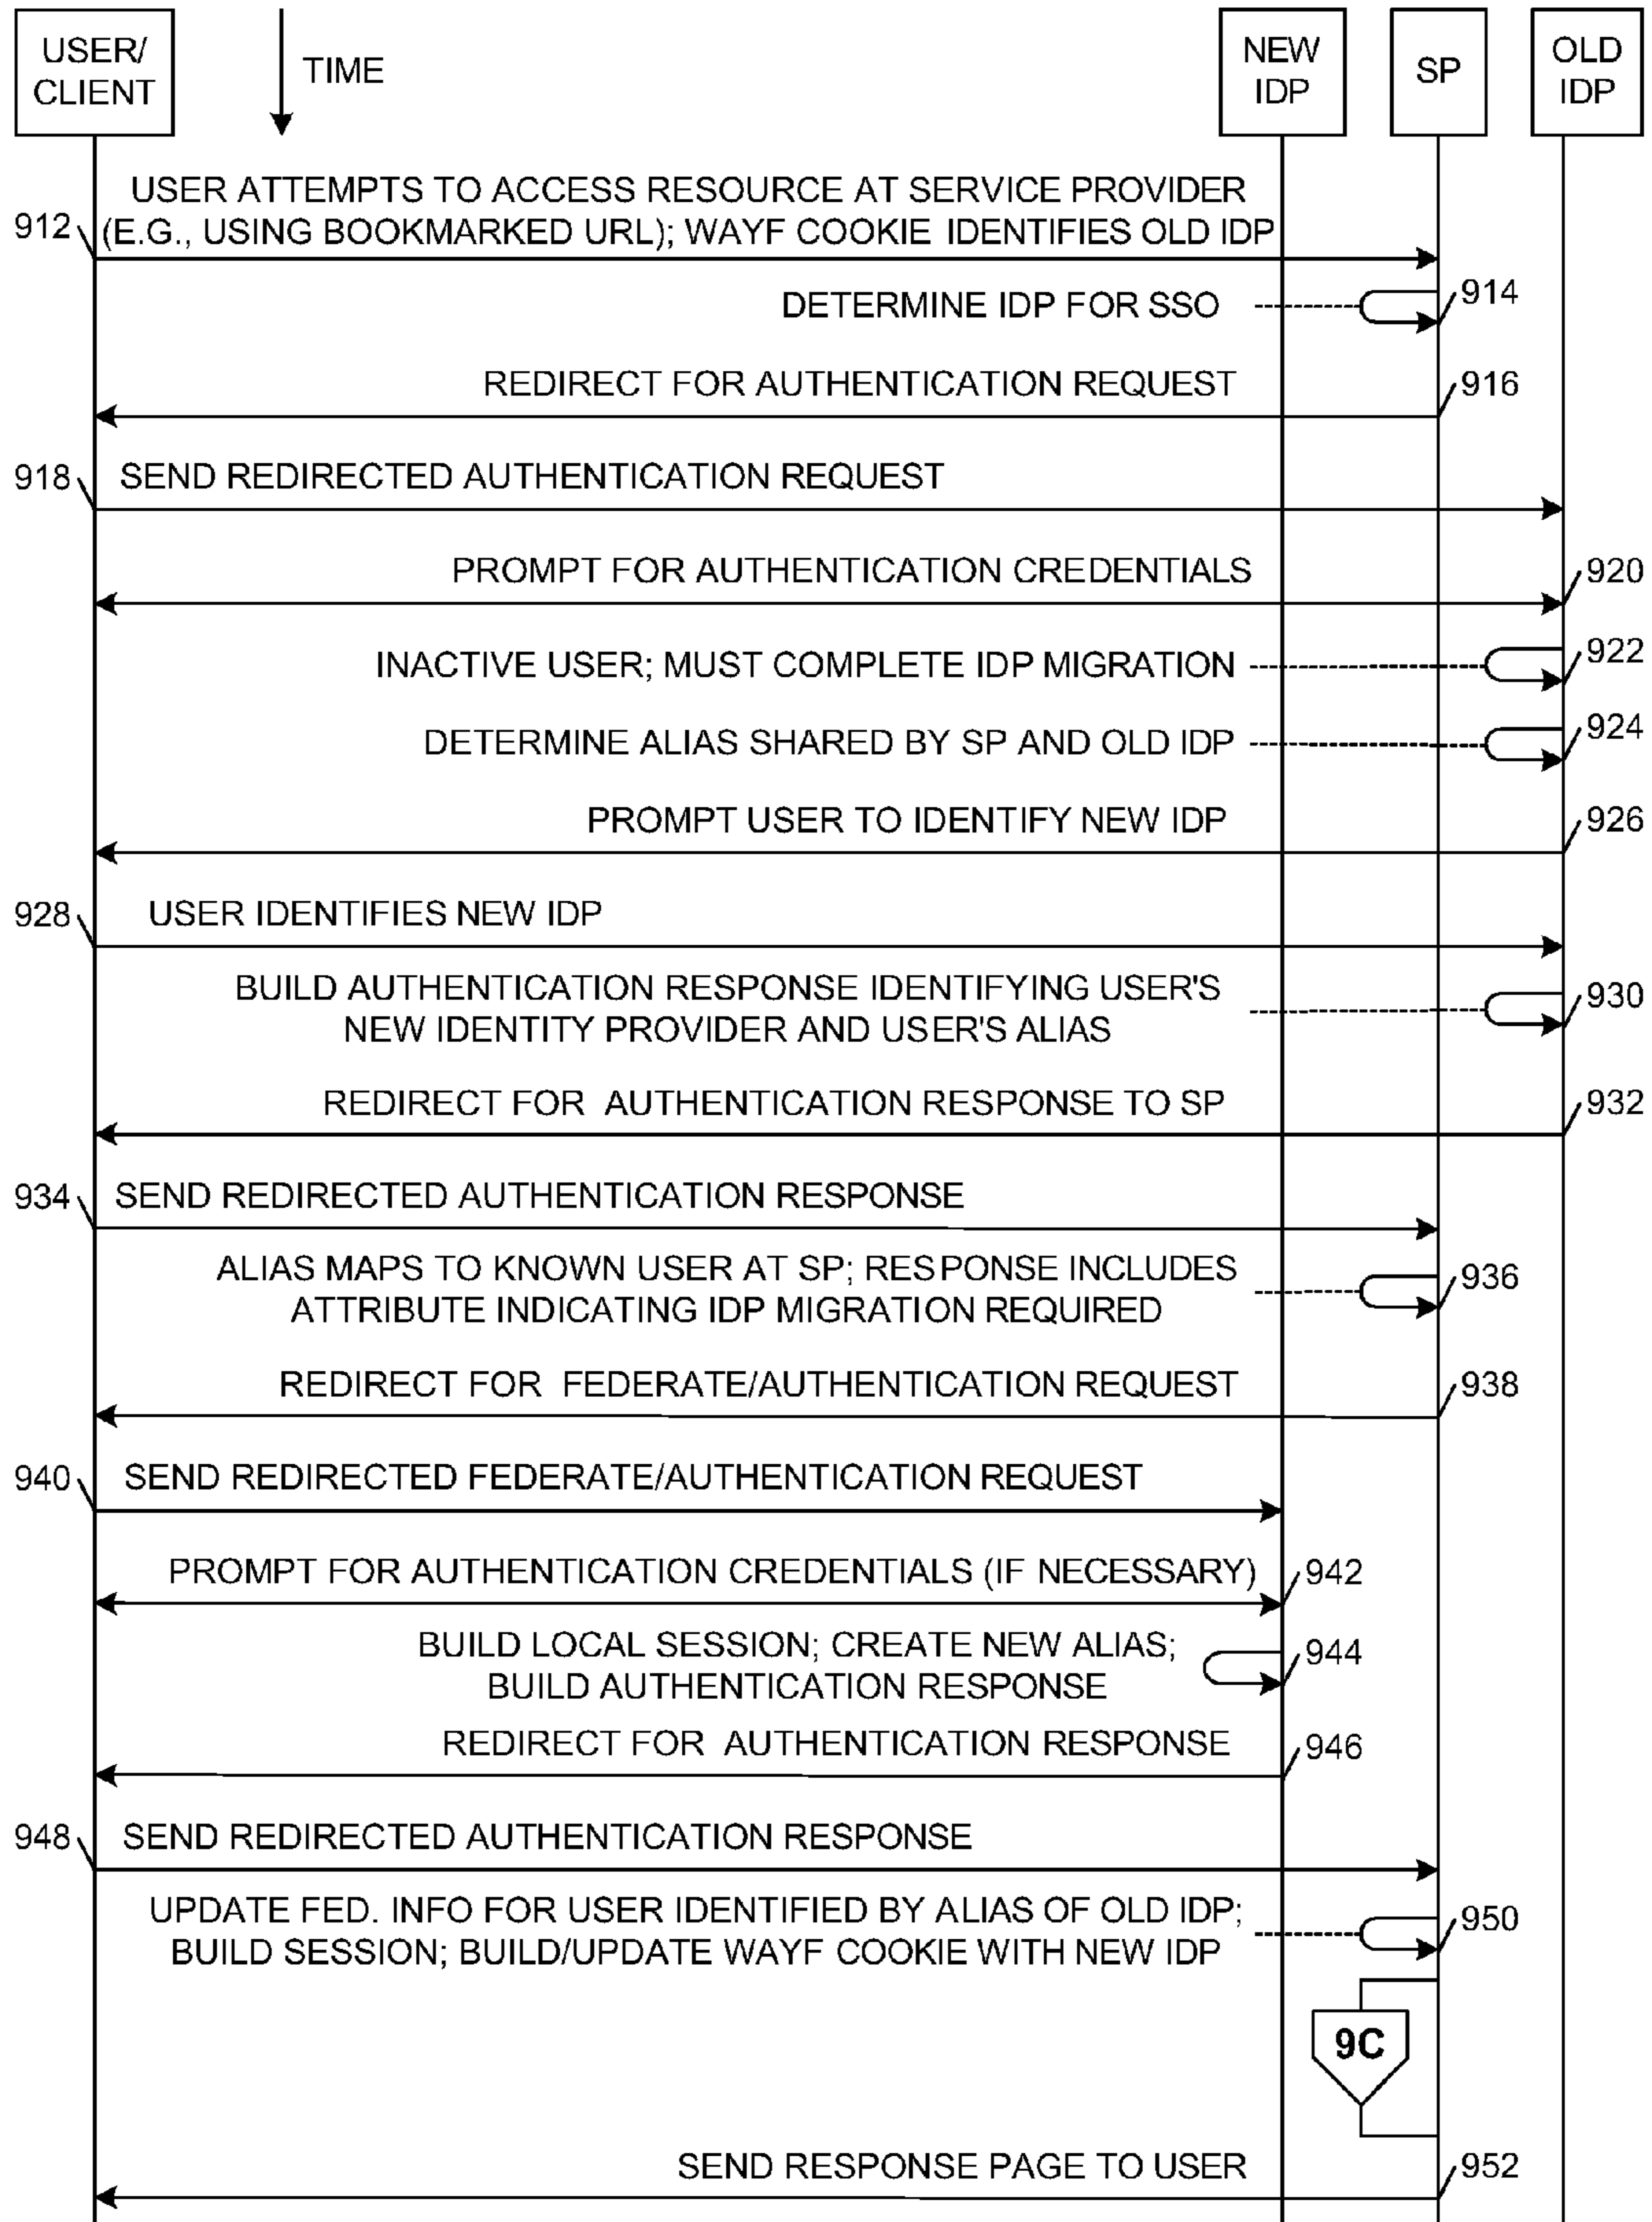 USER/
CLIENT
TIME
NEW
IDP
SP
OLD
IDP
USER ATTEMPTS TO ACCESS RESOURCE AT SERVICE PROVIDER
912
(E.G., USING BOOKMARKED URL); WAYF COOKIE IDENTIFIES OLD IDP
DETERMINE IDP FOR SSO
914
REDIRECT FOR AUTHENTICATION REQUEST
916
918
SEND REDIRECTED AUTHENTICATION REQUEST
PROMPT FOR AUTHENTICATION CREDENTIALS
920
INACTIVE USER; MUST COMPLETE IDP MIGRATION
922
DETERMINE ALIAS SHARED BY SP AND OLD IDP
924
PROMPT USER TO IDENTIFY NEW IDP
926
928
USER IDENTIFIES NEW IDP
BUILD AUTHENTICATION RESPONSE IDENTIFYING USER'S
NEW IDENTITY PROVIDER AND USER'S ALIAS
930
REDIRECT FOR AUTHENTICATION RESPONSE TO SP
932
934
SEND REDIRECTED AUTHENTICATION RESPONSE
ALIAS MAPS TO KNOWN USER AT SP; RESPONSE INCLUDES
ATTRIBUTE INDICATING IDP MIGRATION REQUIRED
936
REDIRECT FOR FEDERATE/AUTHENTICATION REQUEST
938
940
SEND REDIRECTED FEDERATE/AUTHENTICATION REQUEST
PROMPT FOR AUTHENTICATION CREDENTIALS (IF NECESSARY)
942
BUILD LOCAL SESSION; CREATE NEW ALIAS;
BUILD AUTHENTICATION RESPONSE
944
REDIRECT FOR AUTHENTICATION RESPONSE
946
948
SEND REDIRECTED AUTHENTICATION RESPONSE
UPDATE FED. INFO FOR USER IDENTIFIED BY ALIAS OF OLD IDP;
BUILD SESSION; BUILD/UPDATE WAYF COOKIE WITH NEW IDP
950
9C
SEND RESPONSE PAGE TO USER
952